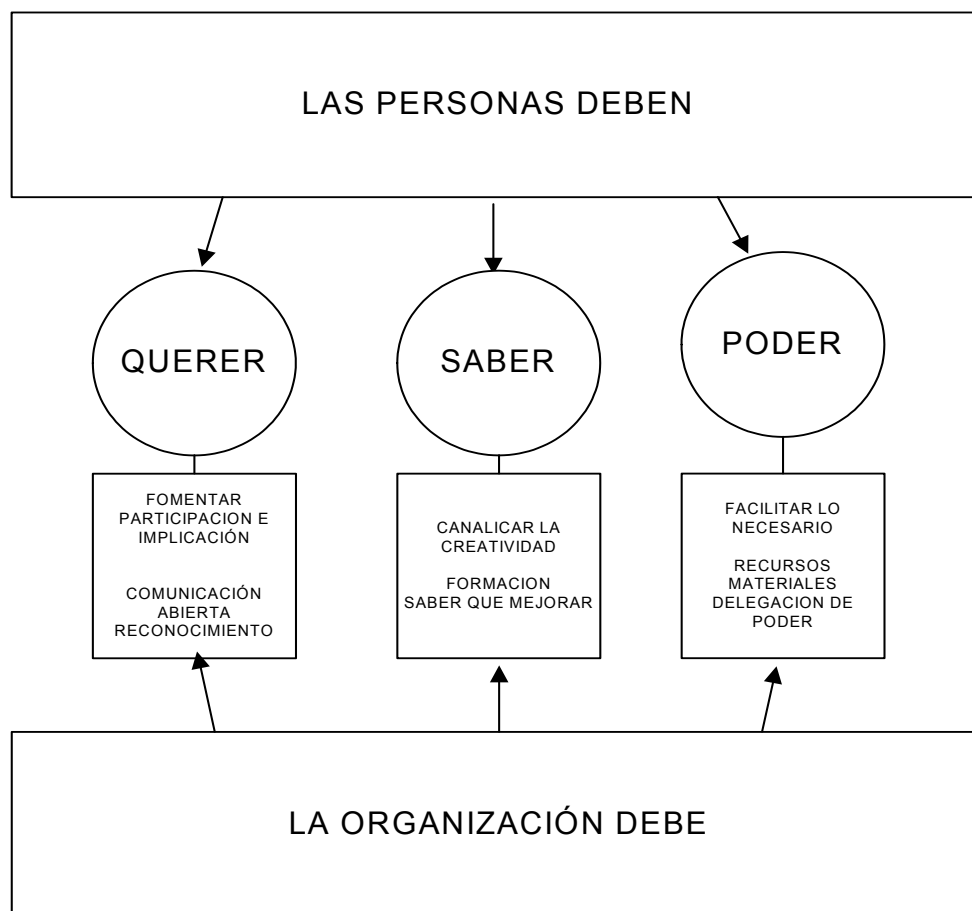 LAS PERSONAS DEBEN
QUERER
SABER
PODER
FOMENTAR
PARTICIPACION E
IMPLICACIÓN
COMUNICACIÓN
ABIERTA
RECONOCIMIENTO
CANALICAR LA
CREATIVIDAD
FORMACION
SABER QUE MEJORAR
FACILITAR LO
NECESARIO
RECURSOS
MATERIALES
DELEGACION DE
PODER
LA ORGANIZACIÓN DEBE